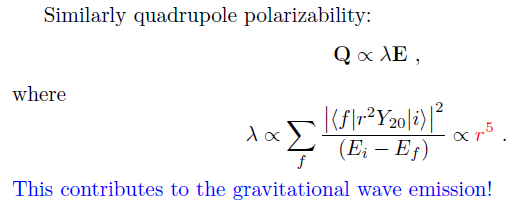 Similarly quadrupole polarizability:
Q ∝ λE ,
where
λ ∝ ∑_f |⟨f|r²Y₂₀|i⟩|² / (E_i − E_f) ∝ r⁵ .
This contributes to the gravitational wave emission!